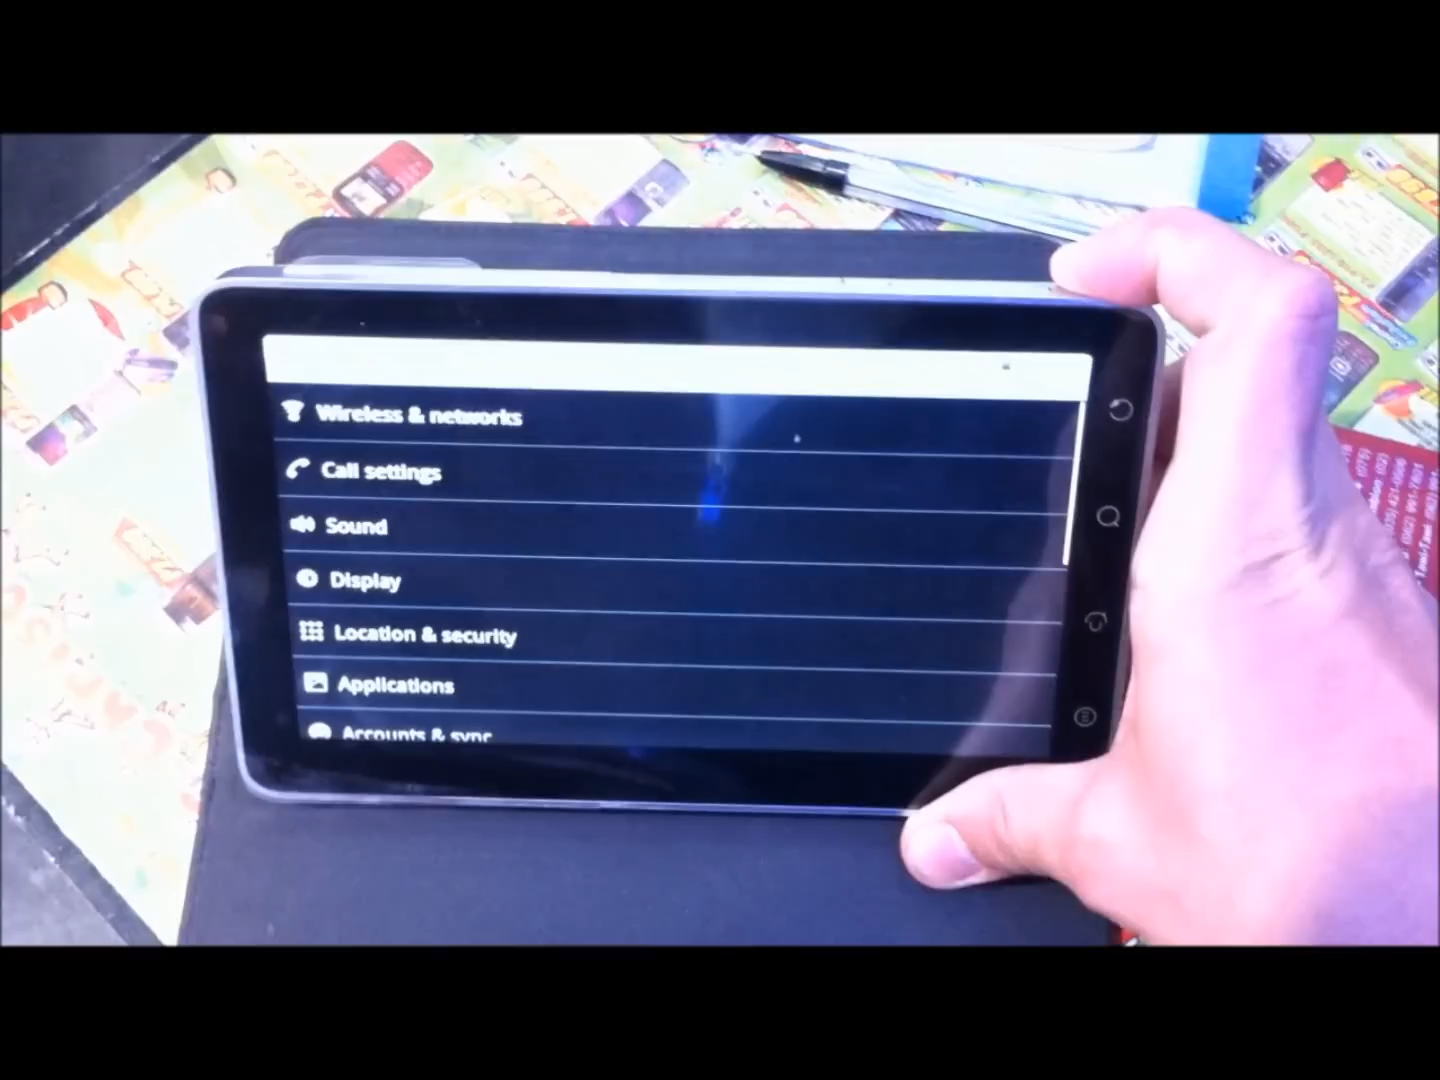 Wireless & networks
Call settings
Sound
Display
Location & security
Applications
Accounts & sync